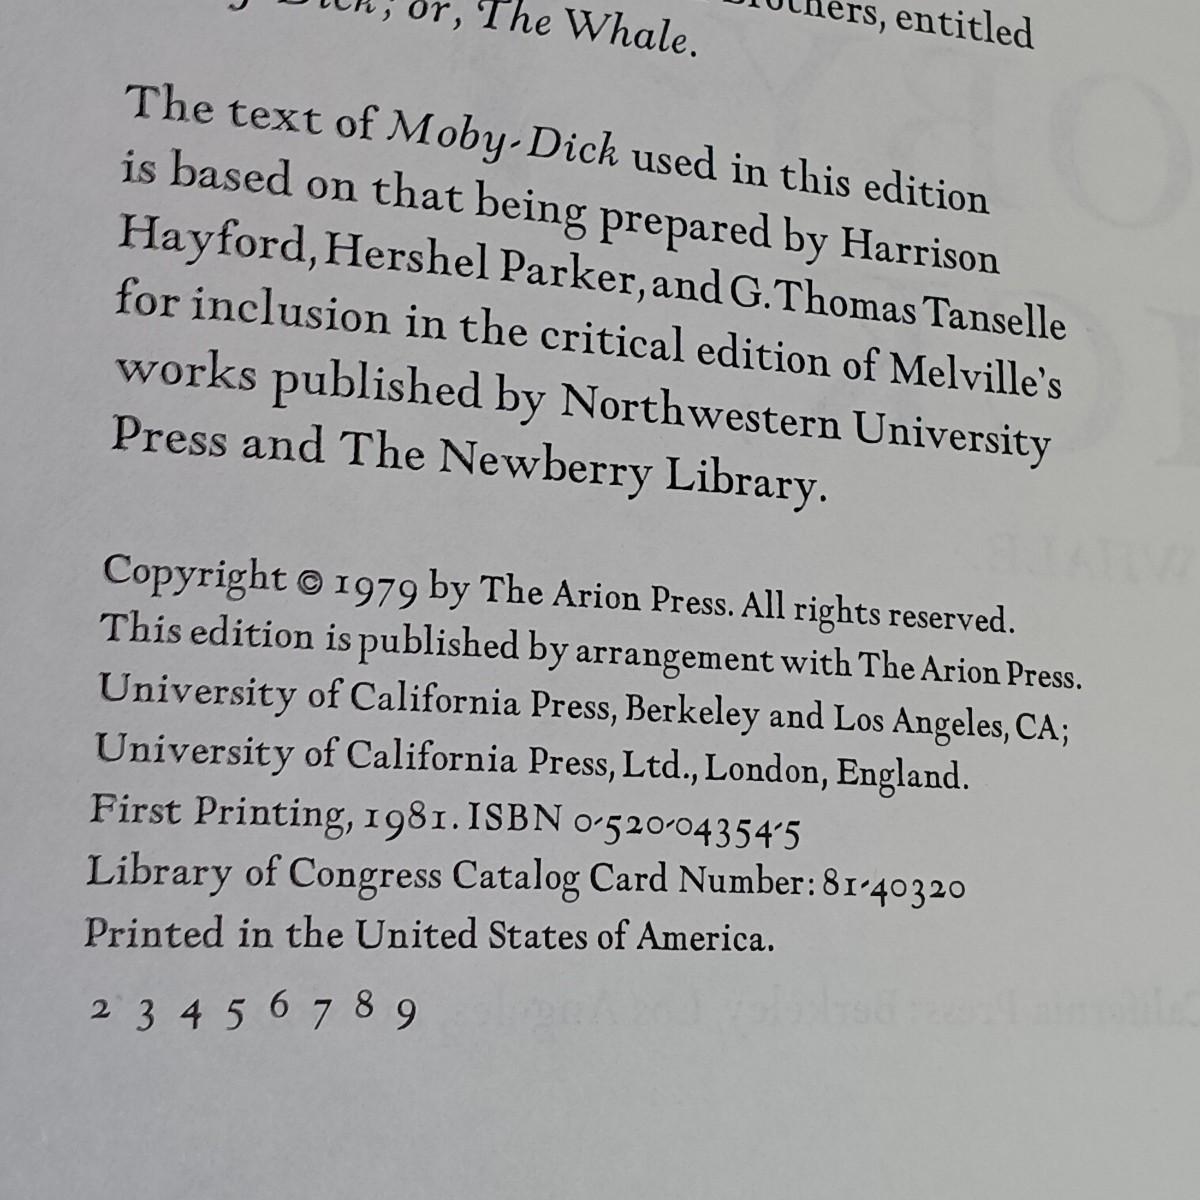 or, The Whale.
entitled
The text of Moby-Dick used in this edition
is based on that being prepared by Harrison
Hayford, Hershel Parker, and G. Thomas Tanselle
for inclusion in the critical edition of Melville's
works published by Northwestern University
Press and The Newberry Library.
Copyright © 1979 by The Arion Press. All rights reserved.
This edition is published by arrangement with The Arion Press.
University of California Press, Berkeley and Los Angeles, CA;
University of California Press, Ltd., London, England.
First Printing, 1981. ISBN 0-520-04354-5
Library of Congress Catalog Card Number: 81-40320
Printed in the United States of America.
2 3 4 5 6 7 8 9